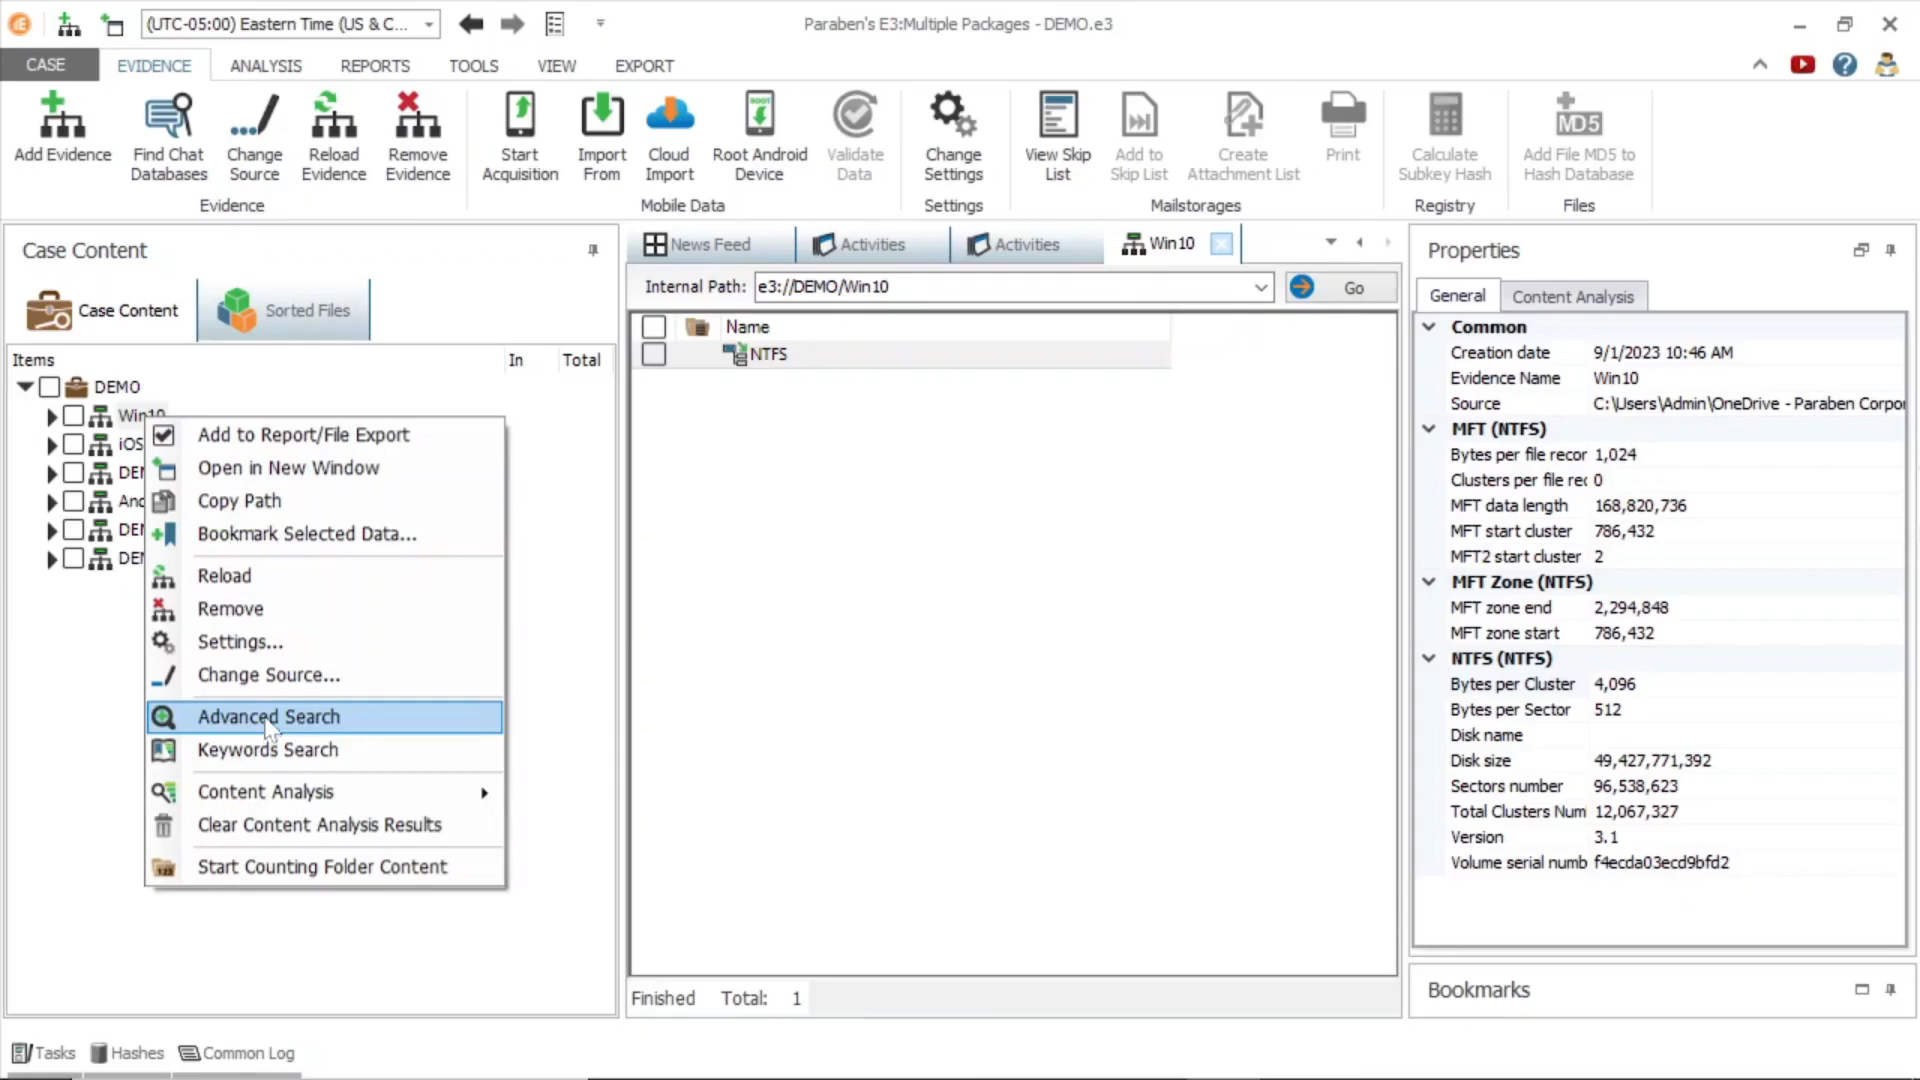 (UTC-05:00) Eastern Time (US & C...
Paraben's E3:Multiple Packages - DEMO.e3
CASE
EVIDENCE
ANALYSIS
REPORTS
TOOLS
VIEW
EXPORT
Add Evidence
Find Chat
Databases
Change
Source
Reload
Evidence
Remove
Evidence
Evidence
Start
Acquisition
Import
From
Cloud
Import
ROOT
Root Android
Device
Validate
Data
Mobile Data
Change
Settings
Settings
View Skip
List
Add to
Skip List
Create
Attachment List
Print
Mailstorages
Calculate
Subkey Hash
Registry
MD5
Add File MD5 to
Hash Database
Files
Case Content
Case Content
Sorted Files
Items In Total
DEMO
Win10
iOS
DE
And
DE
DE
Add to Report/File Export
Open in New Window
Copy Path
Bookmark Selected Data...
Reload
Remove
Settings...
Change Source...
Advanced Search
Keywords Search
Content Analysis
Clear Content Analysis Results
123
Start Counting Folder Content
News Feed
Activities
Activities
Win10
Internal Path: e3://DEMO/Win10 Go
Name
NTFS
Finished Total: 1
Properties
General Content Analysis
Common
Creation date 9/1/2023 10:46 AM
Evidence Name Win10
Source C:\Users\Admin\OneDrive - Paraben Corpor
MFT (NTFS)
Bytes per file recor 1,024
Clusters per file rec 0
MFT data length 168,820,736
MFT start cluster 786,432
MFT2 start cluster 2
MFT Zone (NTFS)
MFT zone end 2,294,848
MFT zone start 786,432
NTFS (NTFS)
Bytes per Cluster 4,096
Bytes per Sector 512
Disk name
Disk size 49,427,771,392
Sectors number 96,538,623
Total Clusters Num 12,067,327
Version 3.1
Volume serial numb f4ecda03ecd9bfd2
Bookmarks
Tasks
Hashes
Common Log